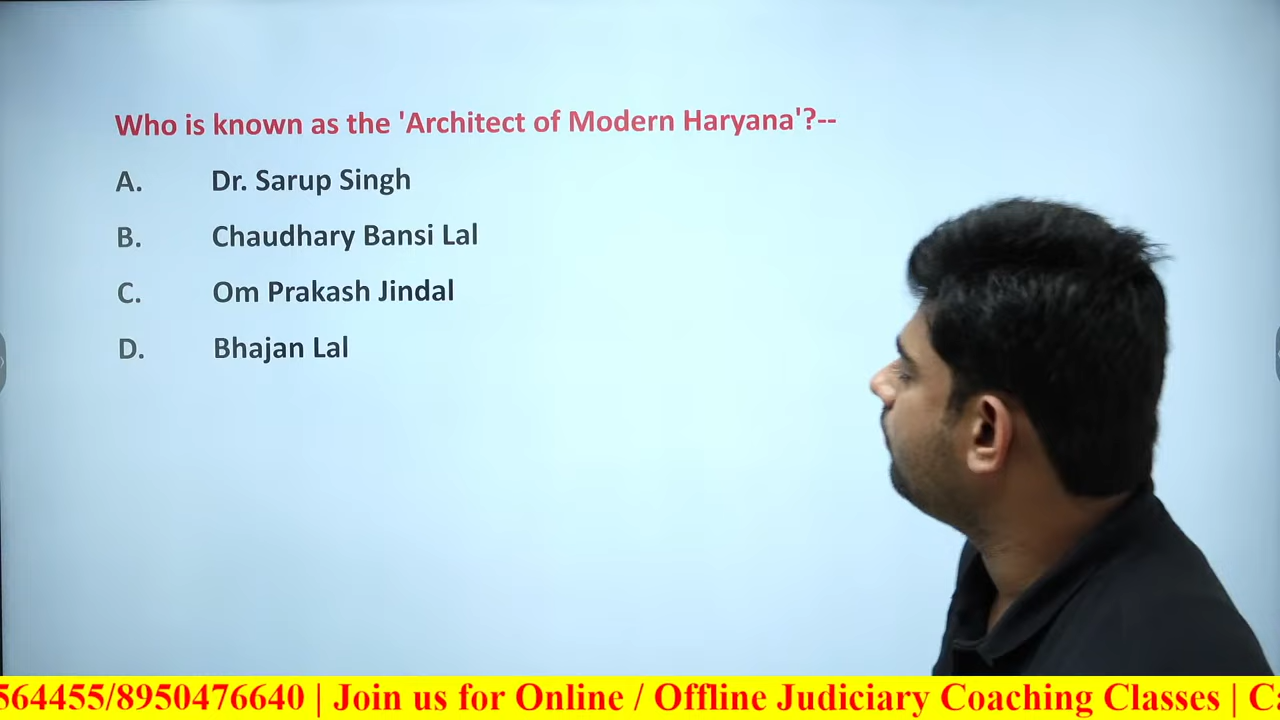 Who is known as the 'Architect of Modern Haryana'?--
A. Dr. Sarup Singh
B. Chaudhary Bansi Lal
C. Om Prakash Jindal
D. Bhajan Lal
564455/8950476640 | Join us for Online / Offline Judiciary Coaching Classes |